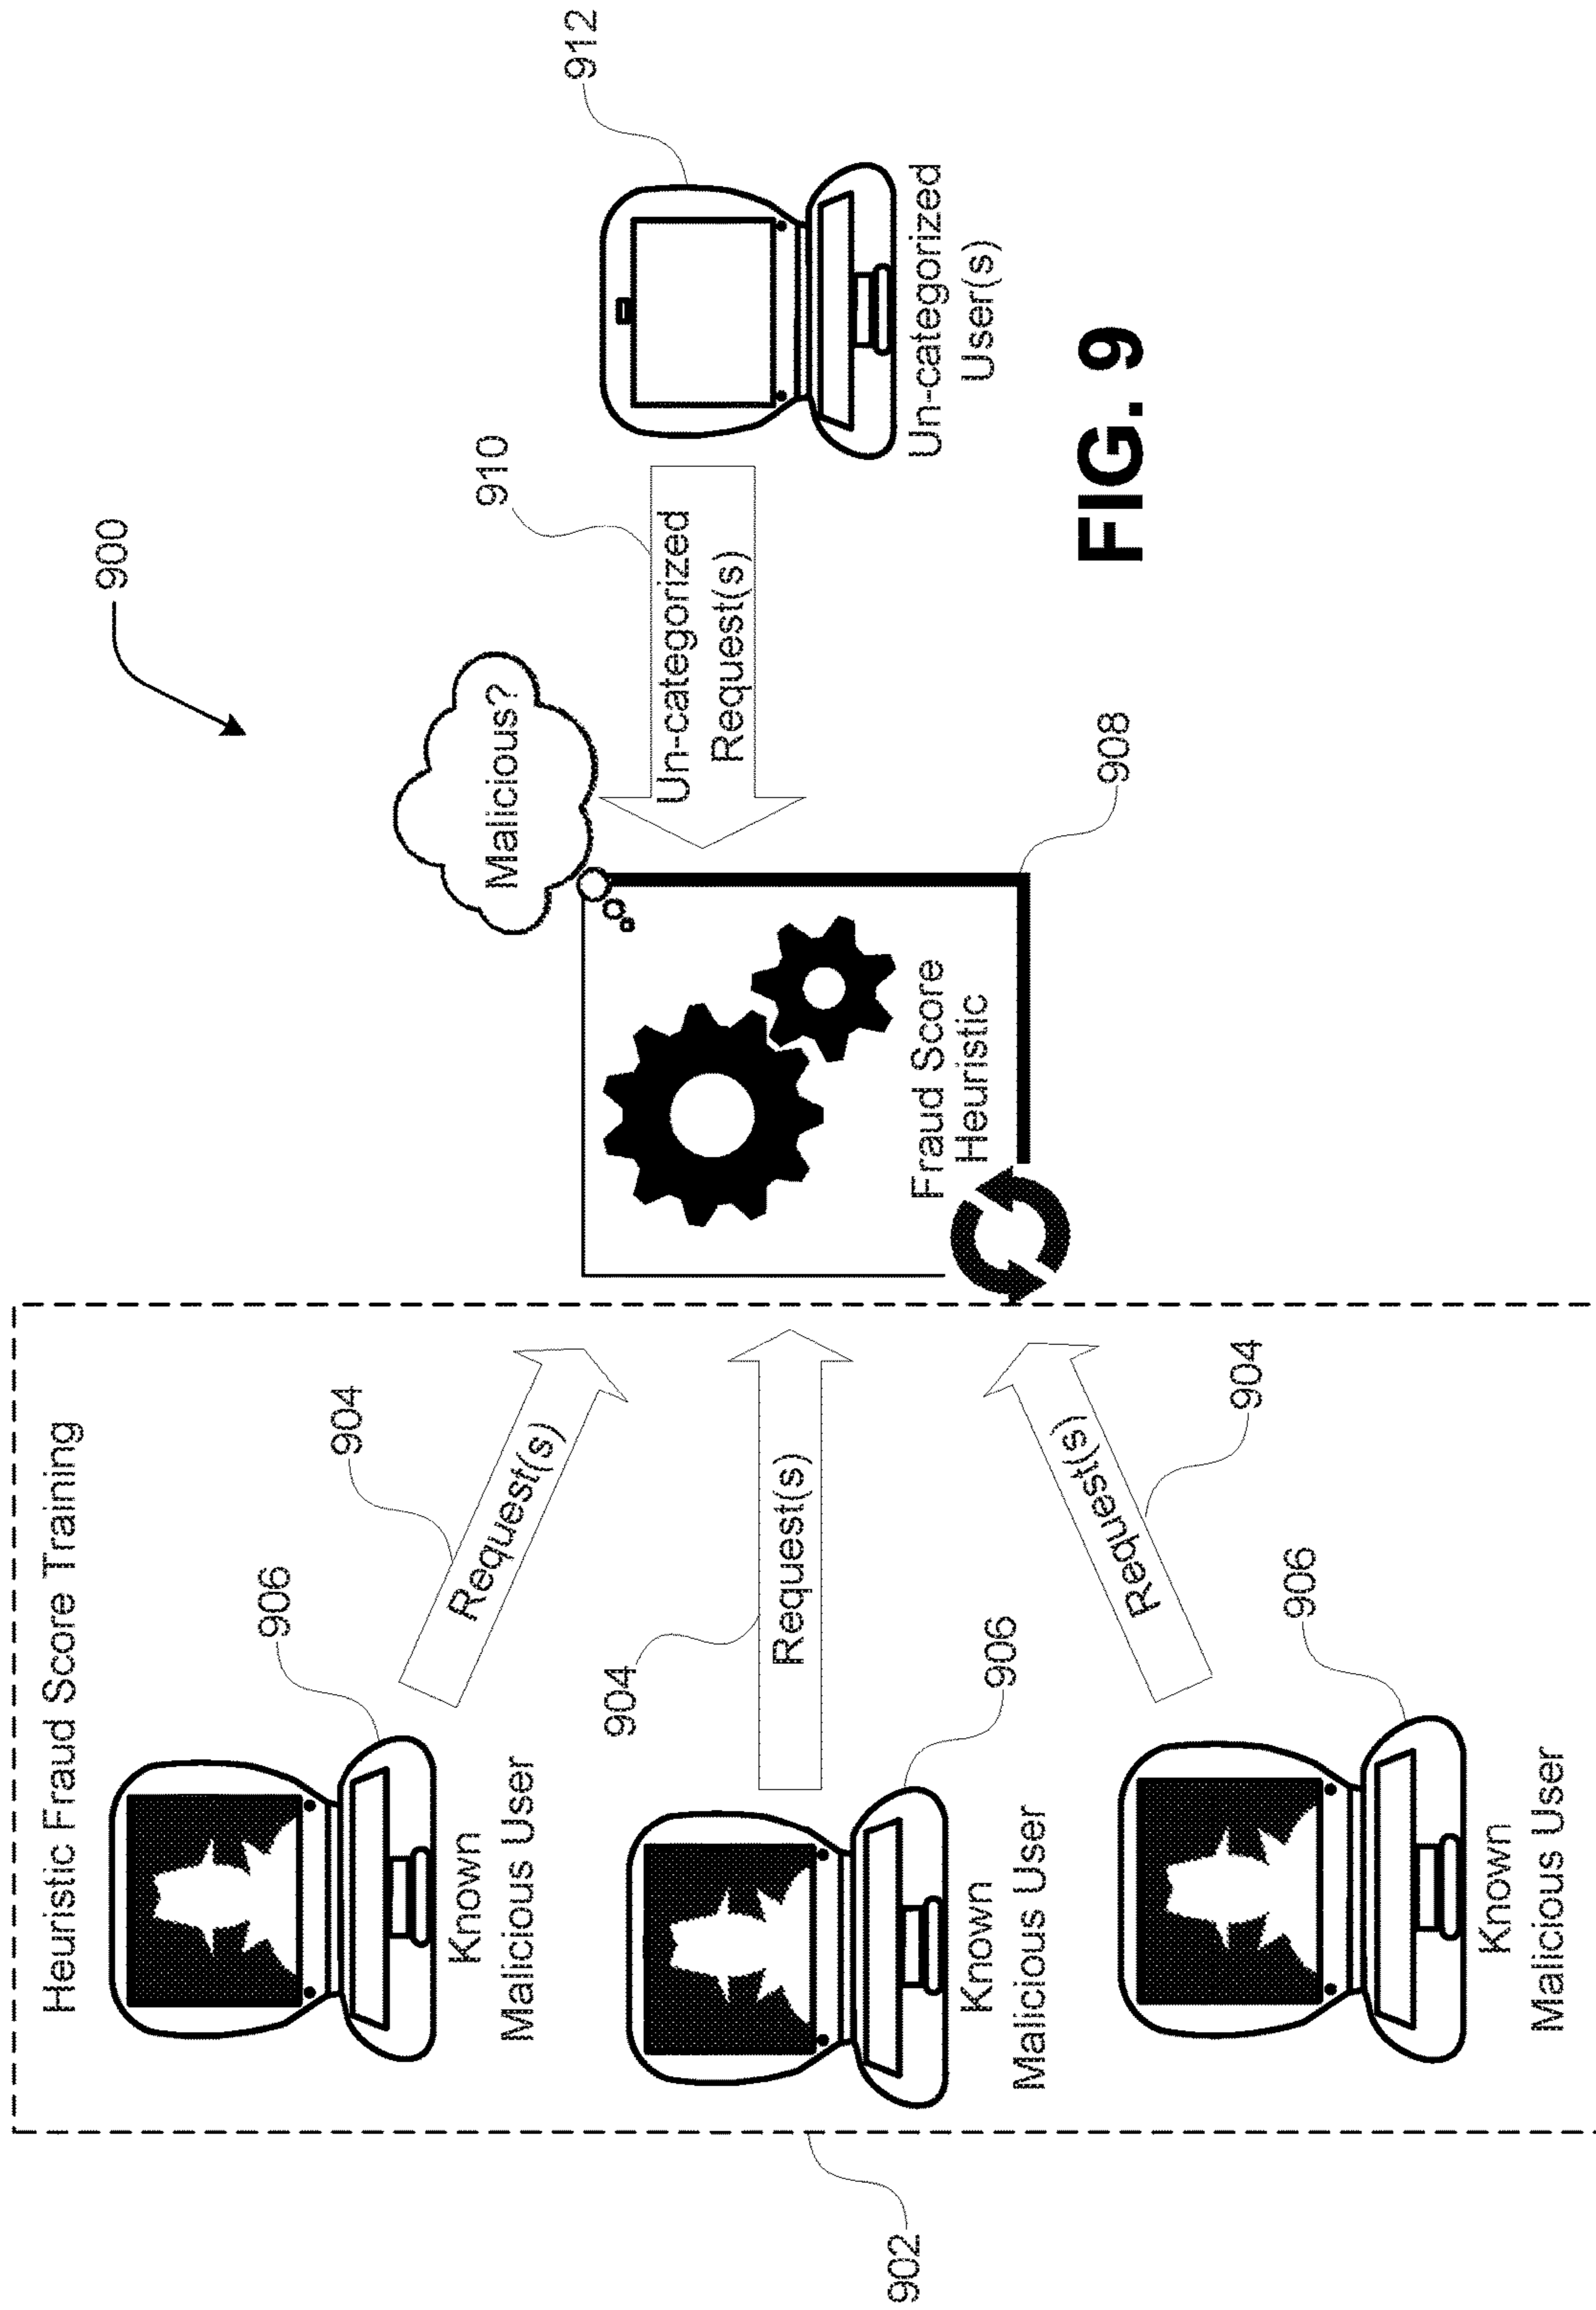 900
Heuristic Fraud Score Training
906
904
Request(s)
Known
Malicious User
Malicious?
912
910
Un-categorized
Request(s)
Un-categorized
User(s)
904
Request(s)
906
Known
Malicious User
Fraud Score
Heuristic
908
902
Request(s)
904
906
Known
Malicious User
FIG. 9